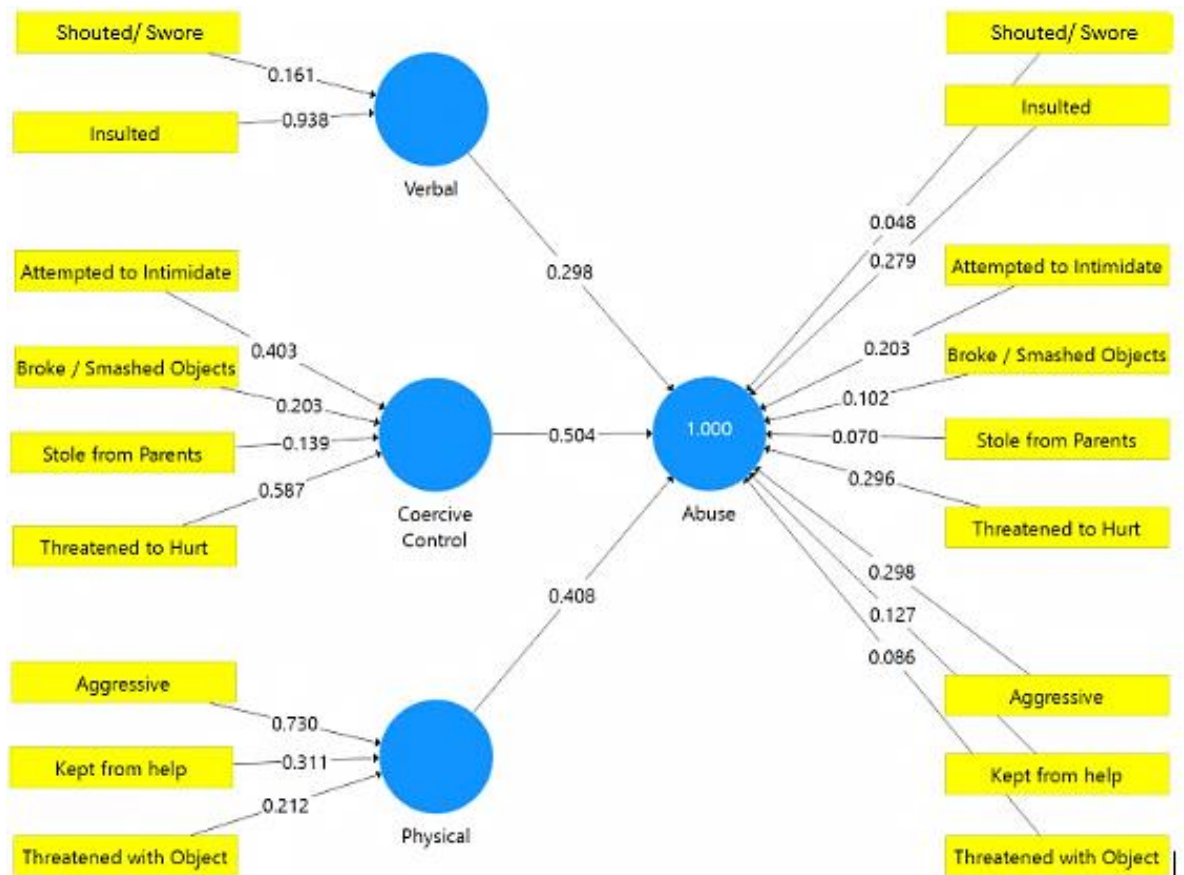 Shouted/ Swore
0.161
Insulted
0.938
Verbal
0.298
Attempted to Intimidate
0.403
Broke / Smashed Objects
0.203
Stole from Parents
0.139
0.587
Threatened to Hurt
Coercive
Control
0.504
Aggressive
0.730
Kept from help
0.311
0.212
Threatened with Object
Physical
0.408
1.000
Abuse
Shouted/ Swore
Insulted
0.048
0.279
Attempted to Intimidate
0.203
Broke / Smashed Objects
0.102
0.070
Stole from Parents
0.296
Threatened to Hurt
0.298
0.127
0.086
Aggressive
Kept from help
Threatened with Object